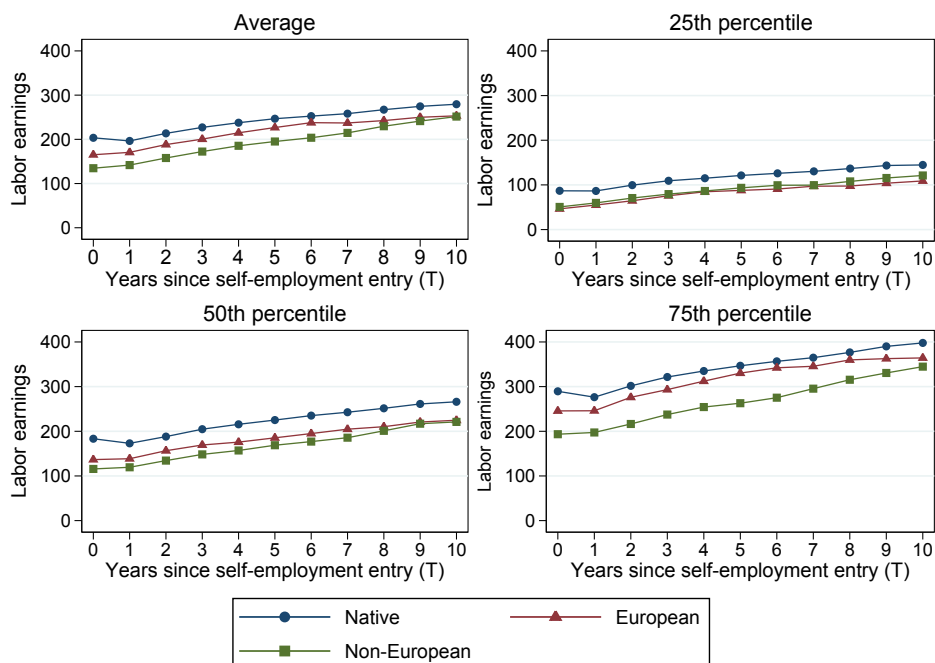 Average
400
300
200
100
0
Labor earnings
0 1 2 3 4 5 6 7 8 9 10
Years since self-employment entry (T)
25th percentile
400
300
200
100
0
Labor earnings
0 1 2 3 4 5 6 7 8 9 10
Years since self-employment entry (T)
50th percentile
400
300
200
100
0
Labor earnings
0 1 2 3 4 5 6 7 8 9 10
Years since self-employment entry (T)
75th percentile
400
300
200
100
0
Labor earnings
0 1 2 3 4 5 6 7 8 9 10
Years since self-employment entry (T)
Native
European
Non-European